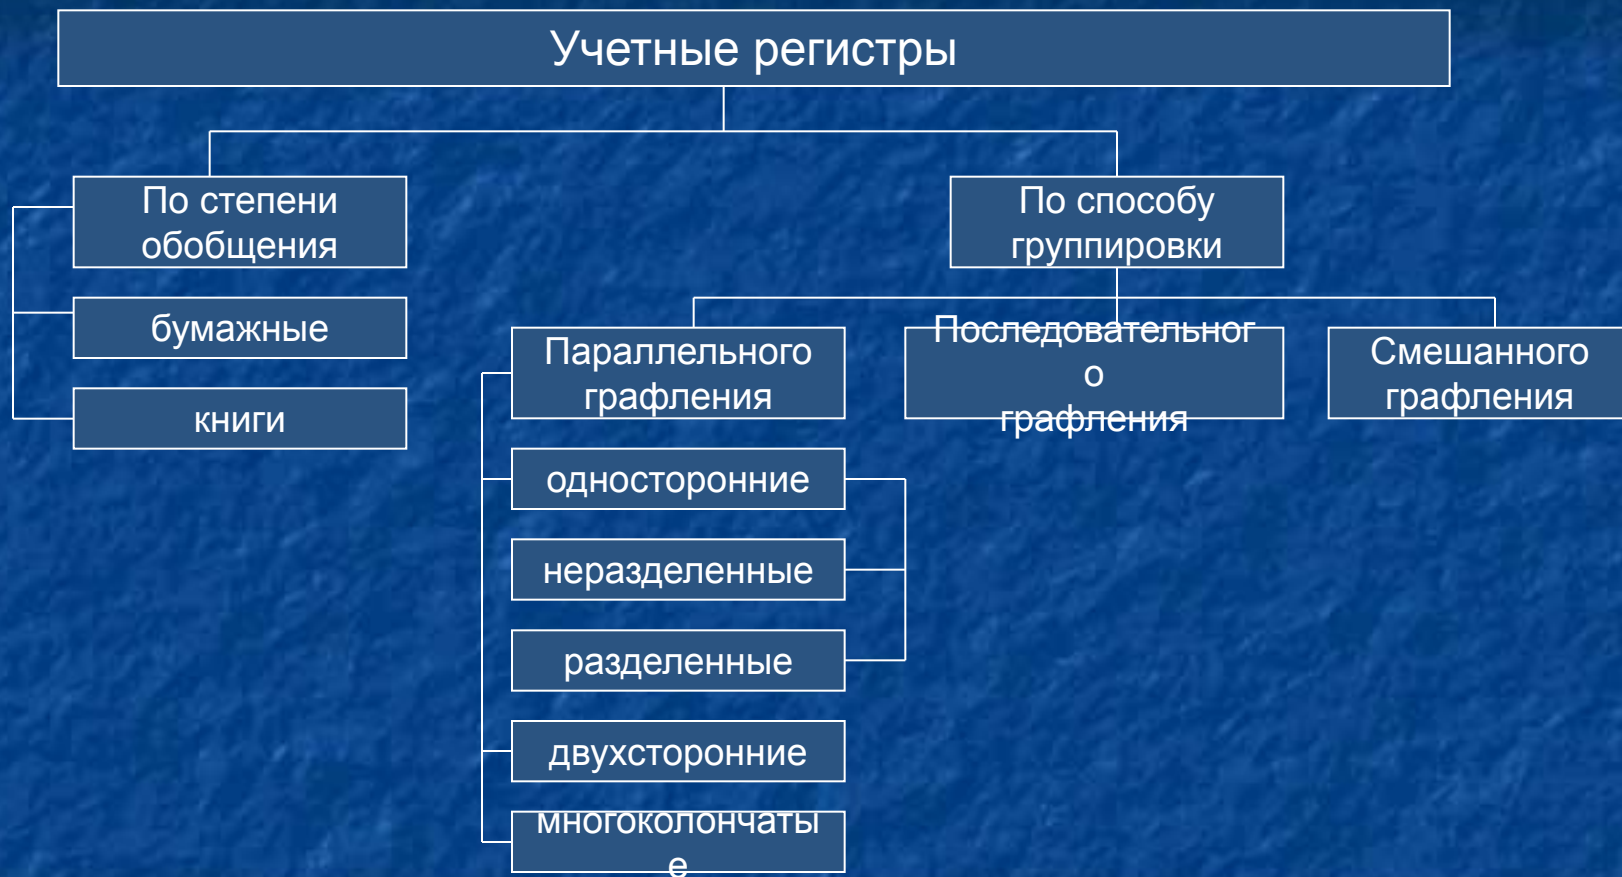 Учетные регистры
По степени
обобщения
бумажные
книги
По способу
группировки
Параллельного
графления
односторонние
неразделенные
разделенные
двухсторонние
многоколончаты
е
Последовательног
о
графления
Смешанного
графления